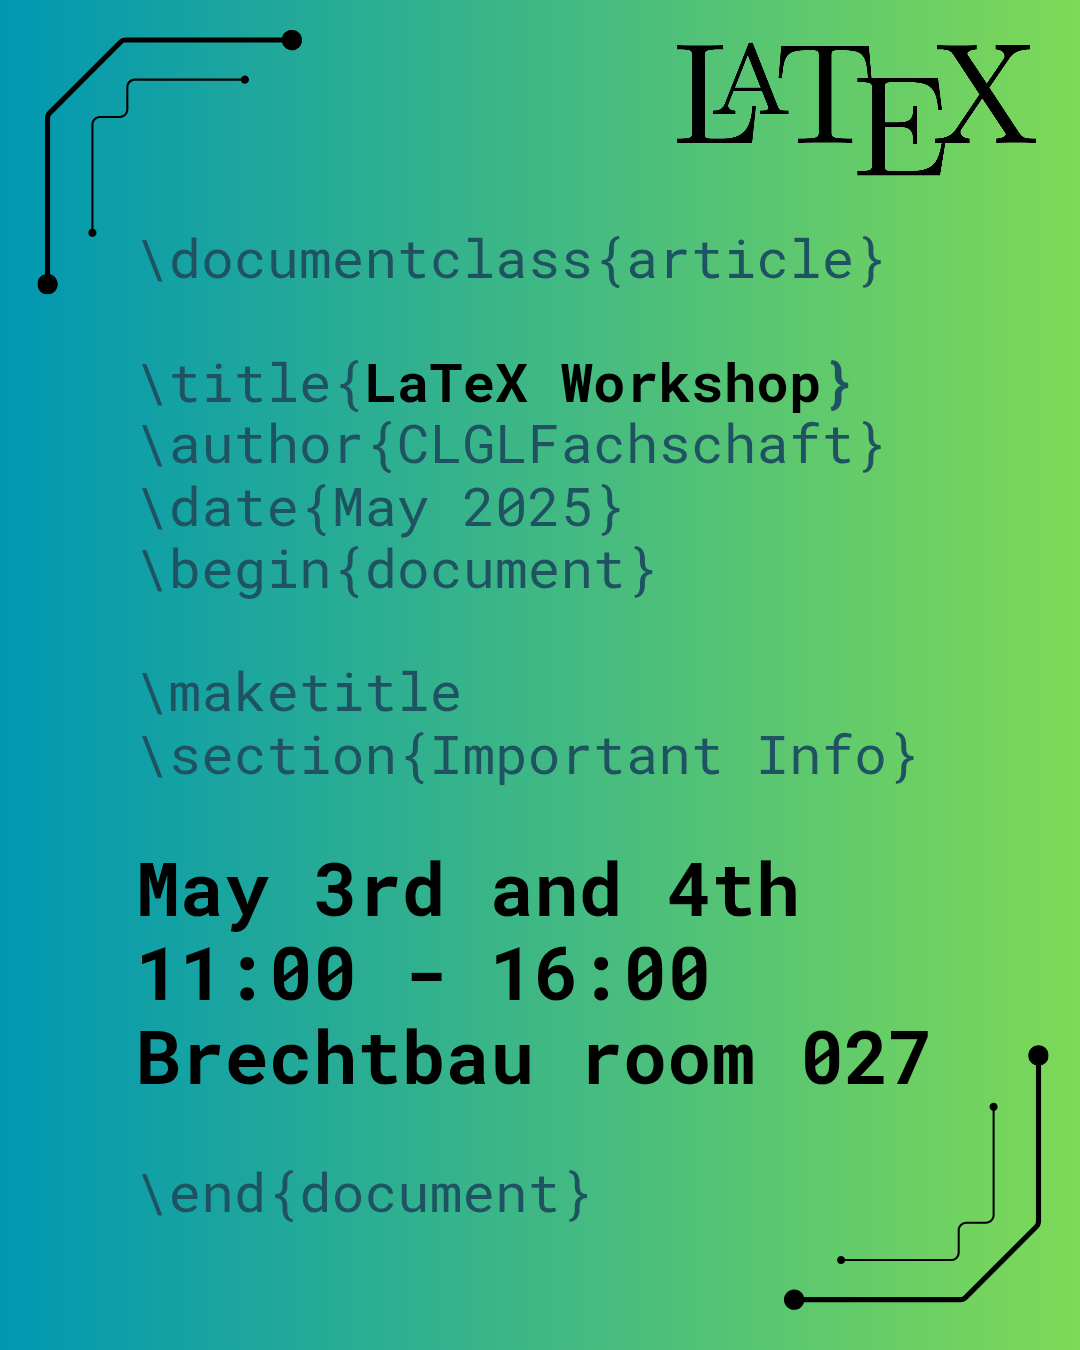 LATEX
\documentclass{article}
\title{LaTeX Workshop}
\author{CLGLFachschaft}
\date{May 2025}
\begin{document}
\maketitle
\section{Important Info}
May 3rd and 4th
11:00 - 16:00
Brechtbau room 027
\end{document}